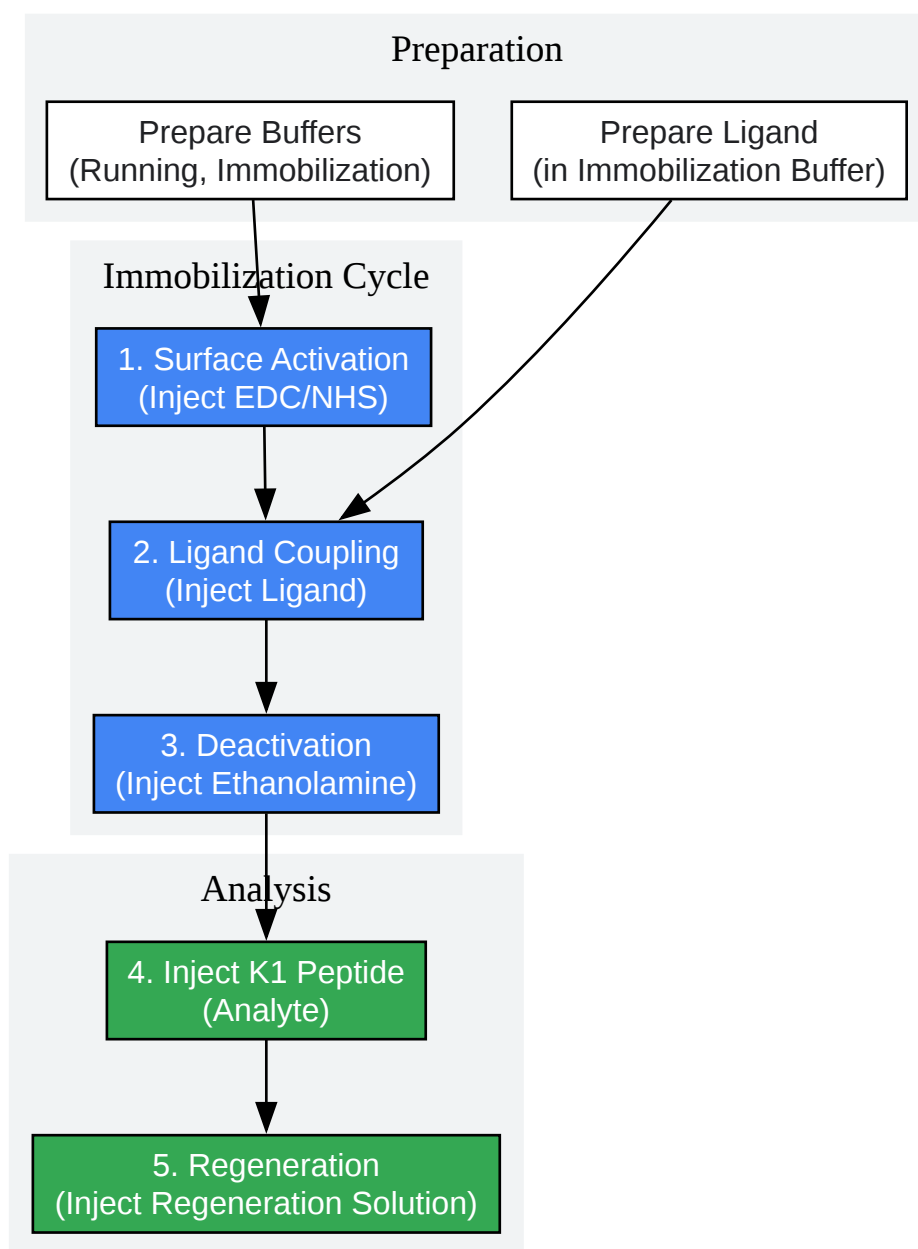 Preparation
Prepare Buffers
(Running, Immobilization)
Prepare Ligand
(in Immobilization Buffer)
Immobilization Cycle
1. Surface Activation
(Inject EDC/NHS)
2. Ligand Coupling
(Inject Ligand)
3. Deactivation
(Inject Ethanolamine)
Analysis
4. Inject K1 Peptide
(Analyte)
5. Regeneration
(Inject Regeneration Solution)